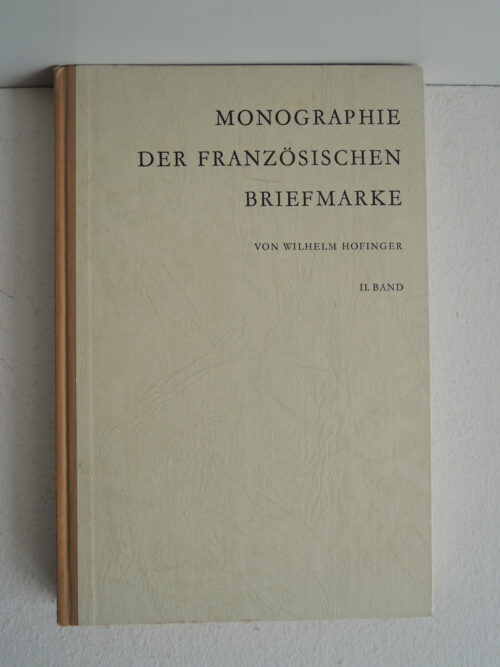 MONOGRAPHIE
DER FRANZÖSISCHEN
BRIEFMARKE
VON WILHELM HOFINGER
II. BAND